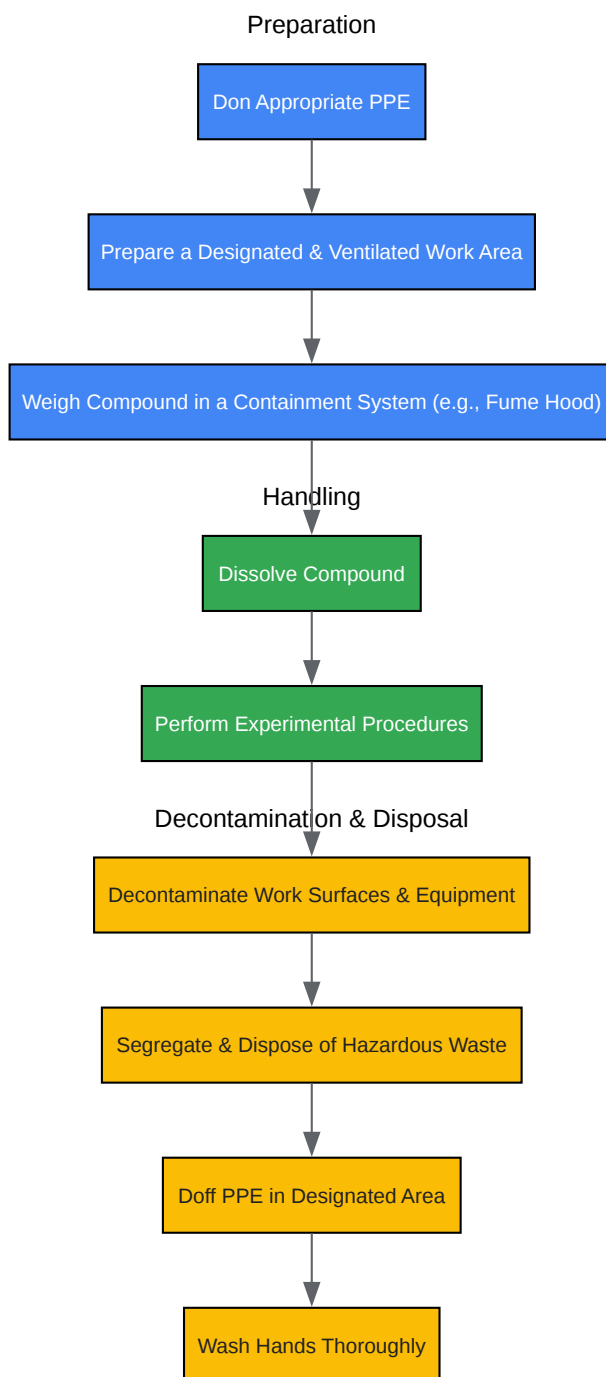 Preparation
Don Appropriate PPE
Prepare a Designated & Ventilated Work Area
Weigh Compound in a Containment System (e.g., Fume Hood)
Handling
Dissolve Compound
Perform Experimental Procedures
Decontamination & Disposal
Decontaminate Work Surfaces & Equipment
Segregate & Dispose of Hazardous Waste
Doff PPE in Designated Area
Wash Hands Thoroughly